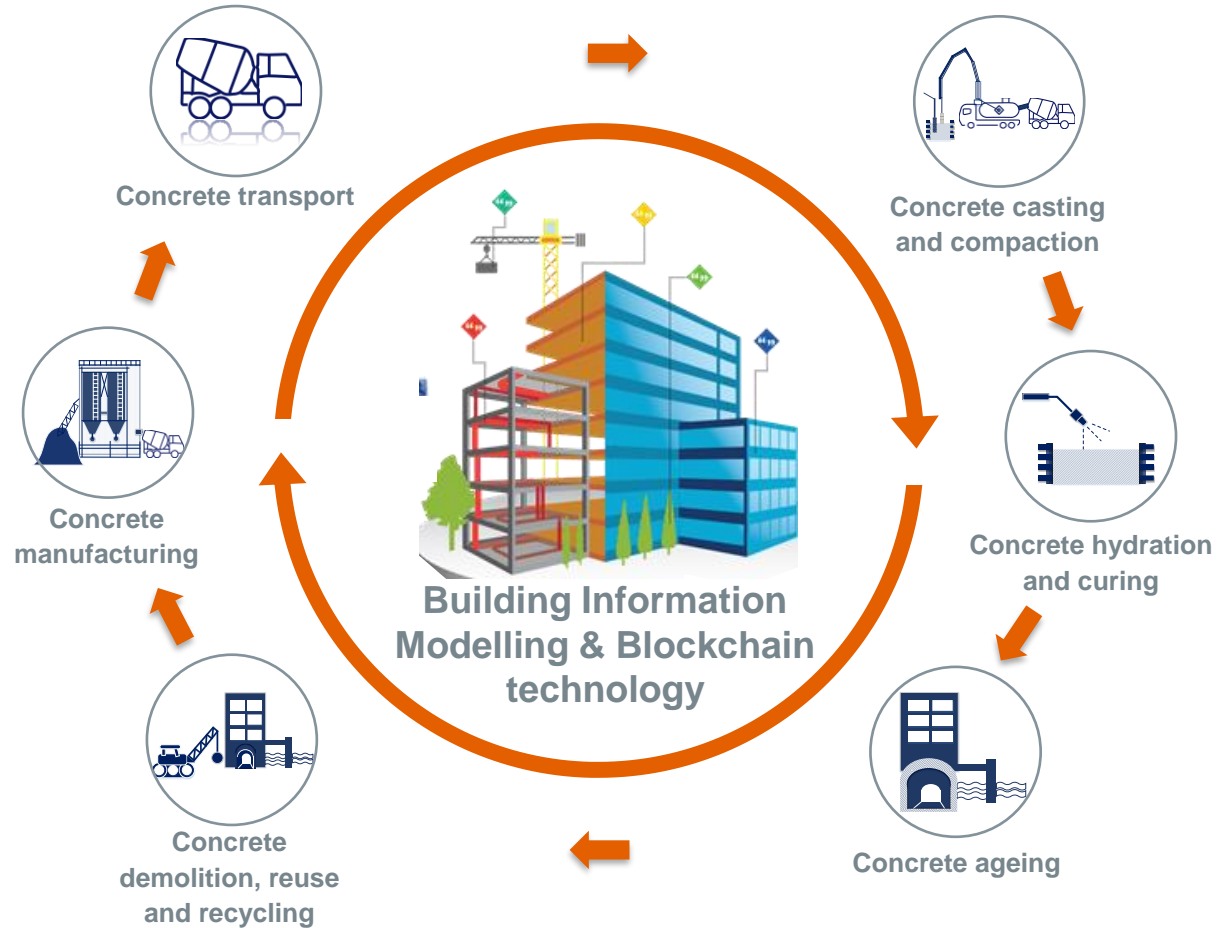 Concrete transport
Concrete casting
and compaction
Concrete hydration
and curing
Concrete ageing
Concrete
demolition, reuse
and recycling
Concrete
manufacturing
Building Information
Modelling & Blockchain
technology